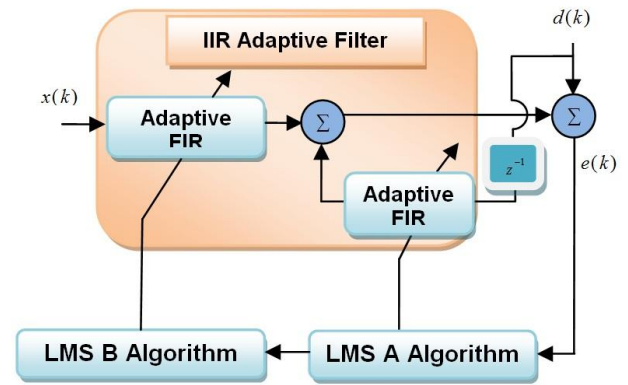 d(k)
IIR Adaptive Filter
x(k)
Adaptive
FIR
Σ
Σ
z⁻¹
e(k)
Adaptive
FIR
LMS B Algorithm
LMS A Algorithm